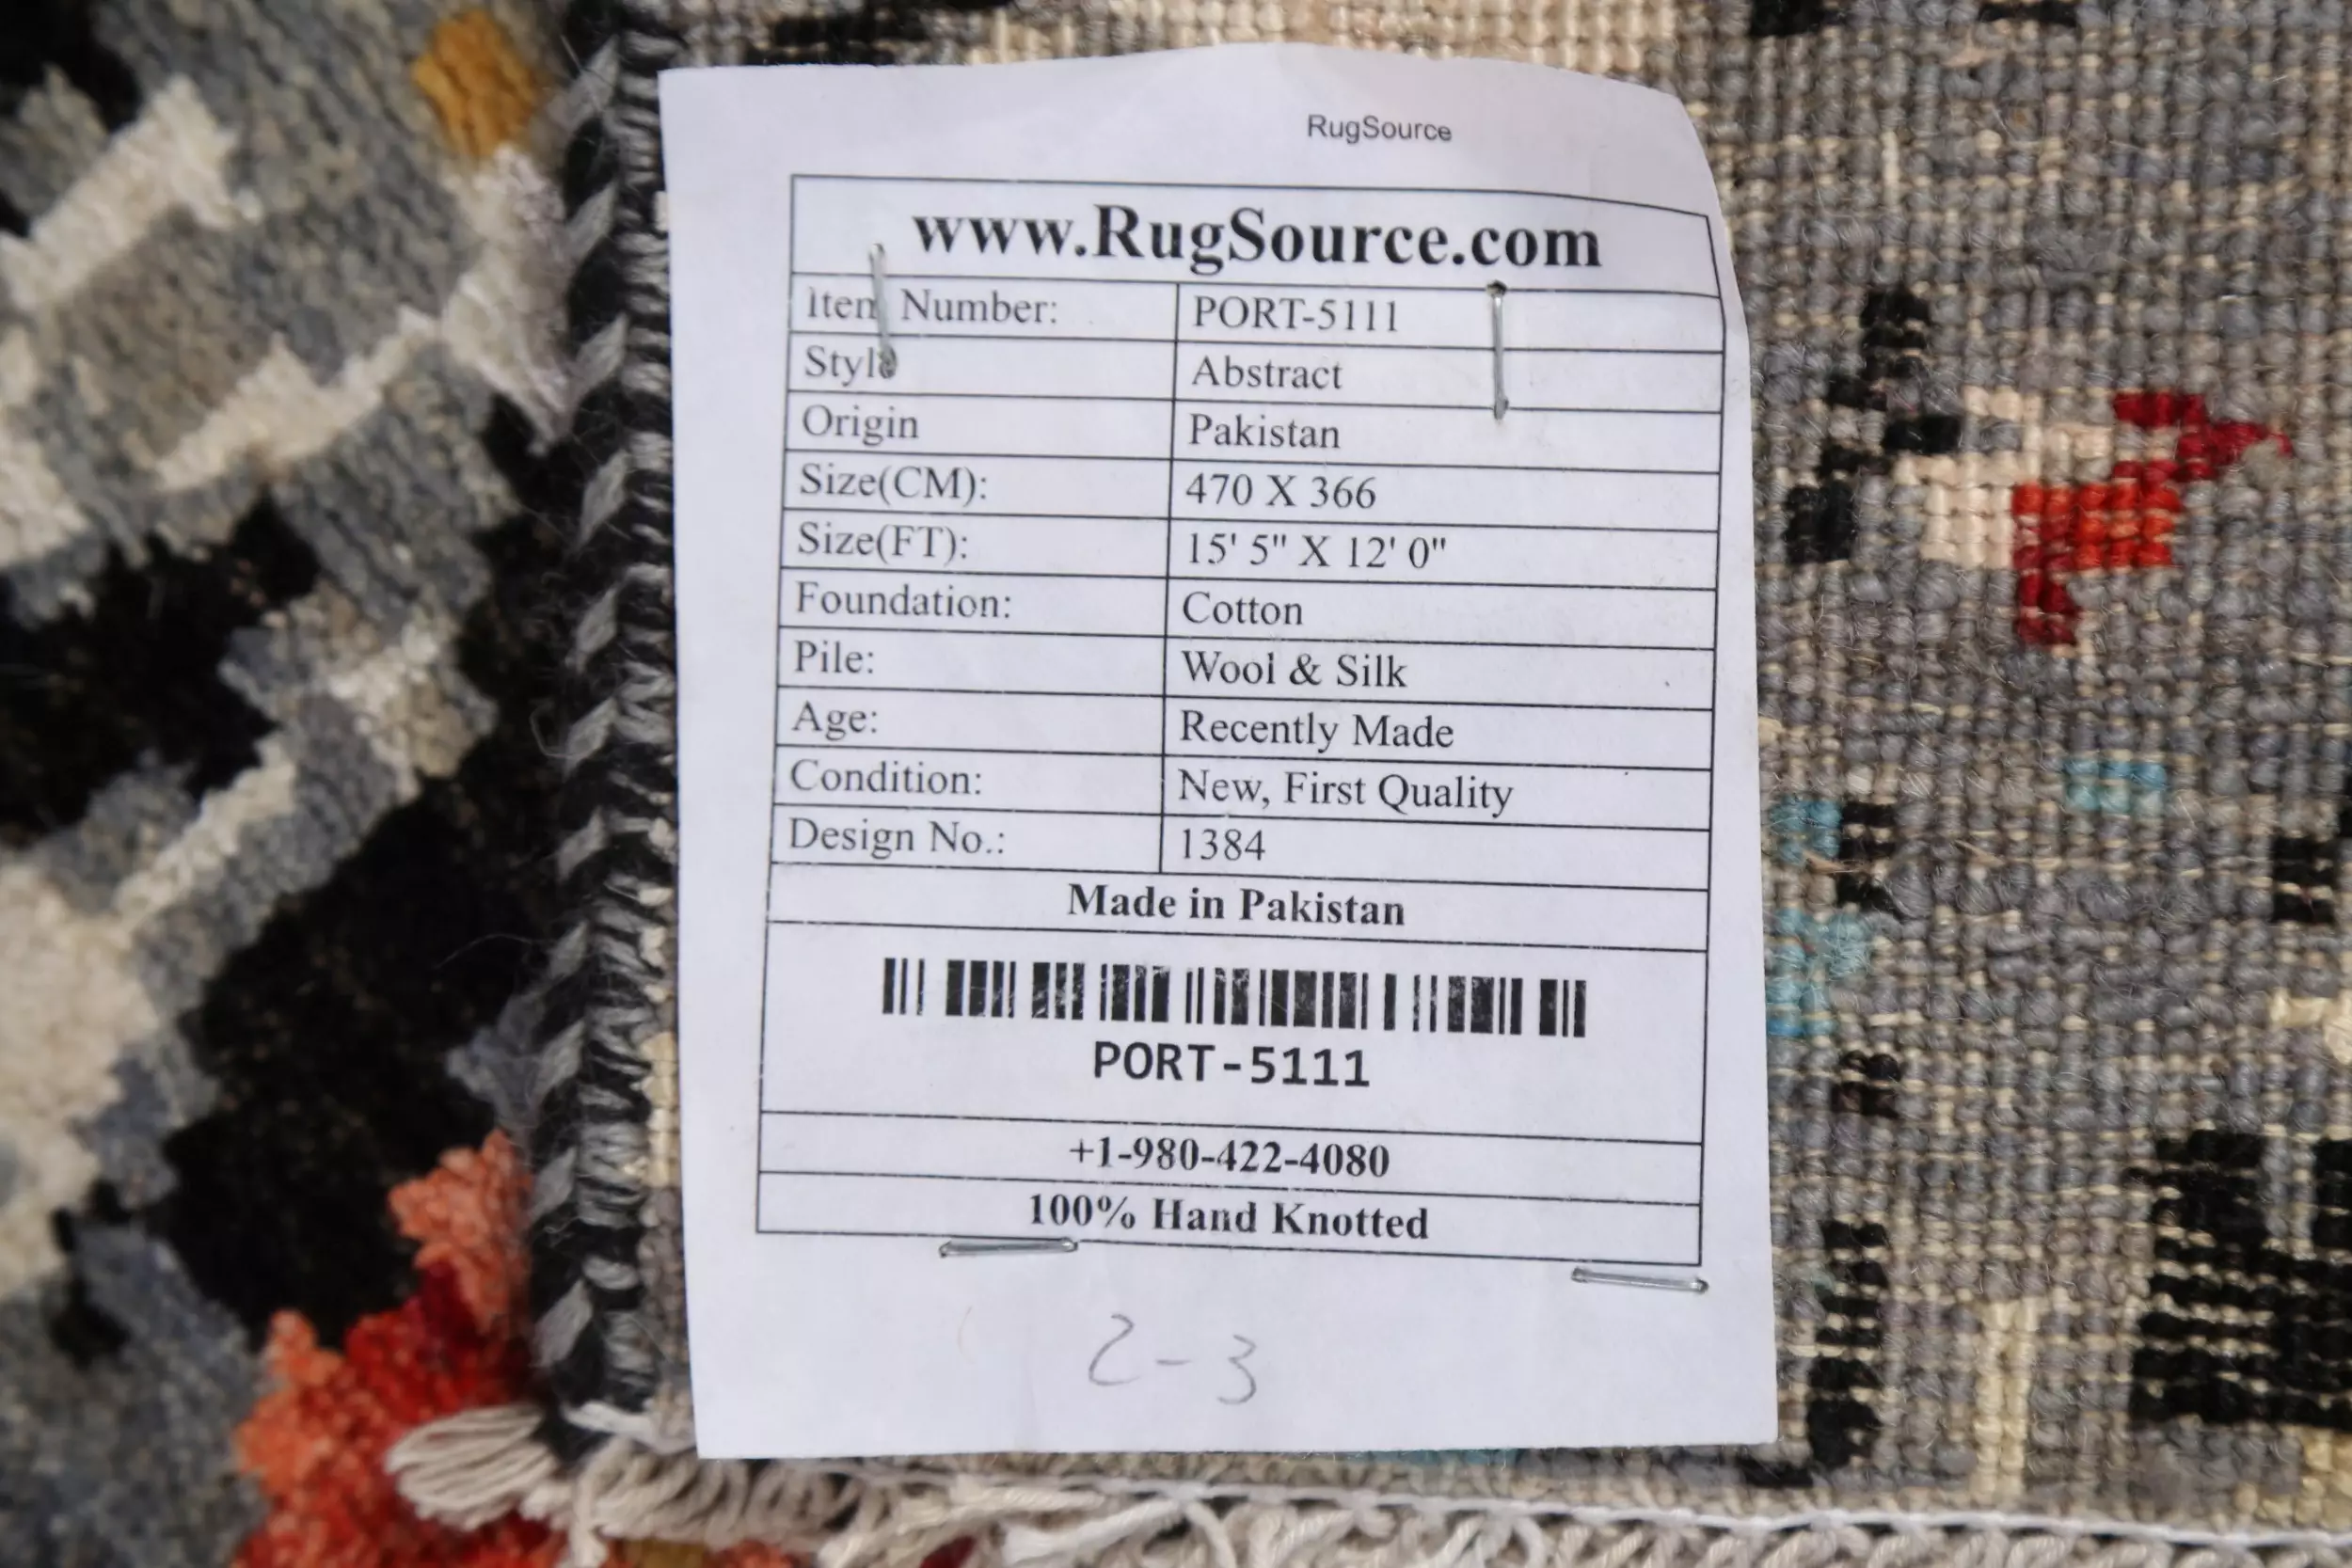 RugSource
www.RugSource.com
Item Number: PORT-5111
Style Abstract
Origin Pakistan
Size(CM): 470 X 366
Size(FT): 15' 5" X 12' 0"
Foundation: Cotton
Pile: Wool & Silk
Age: Recently Made
Condition: New, First Quality
Design No.: 1384
Made in Pakistan
PORT-5111
+1-980-422-4080
100% Hand Knotted
2-3